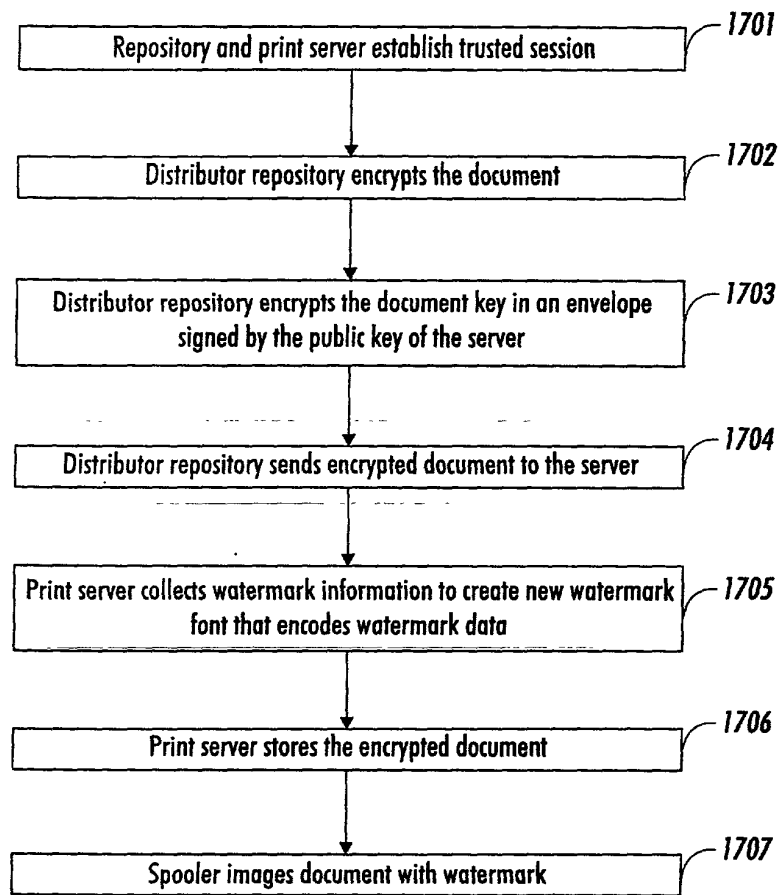 1701
Repository and print server establish trusted session
1702
Distributor repository encrypts the document
1703
Distributor repository encrypts the document key in an envelope
signed by the public key of the server
1704
Distributor repository sends encrypted document to the server
1705
Print server collects watermark information to create new watermark
font that encodes watermark data
1706
Print server stores the encrypted document
1707
Spooler images document with watermark